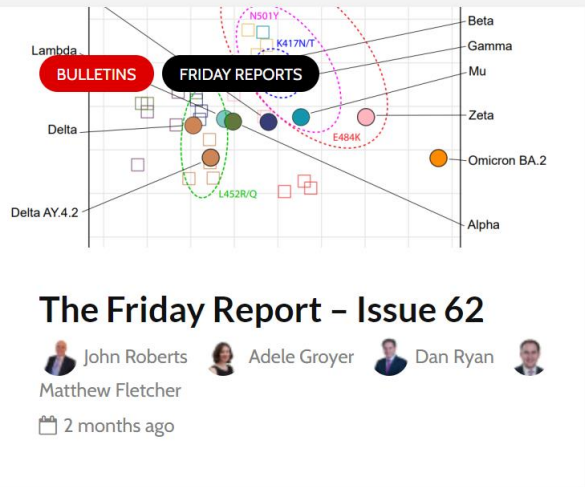 N501Y
Beta
K417N/T
Gamma
Lambda
BULLETINS FRIDAY REPORTS
Mu
Zeta
Delta
E484K
Omicron BA.2
L452R/Q
Delta AY.4.2
Alpha
The Friday Report – Issue 62
John Roberts Adele Groyer Dan Ryan
Matthew Fletcher
2 months ago